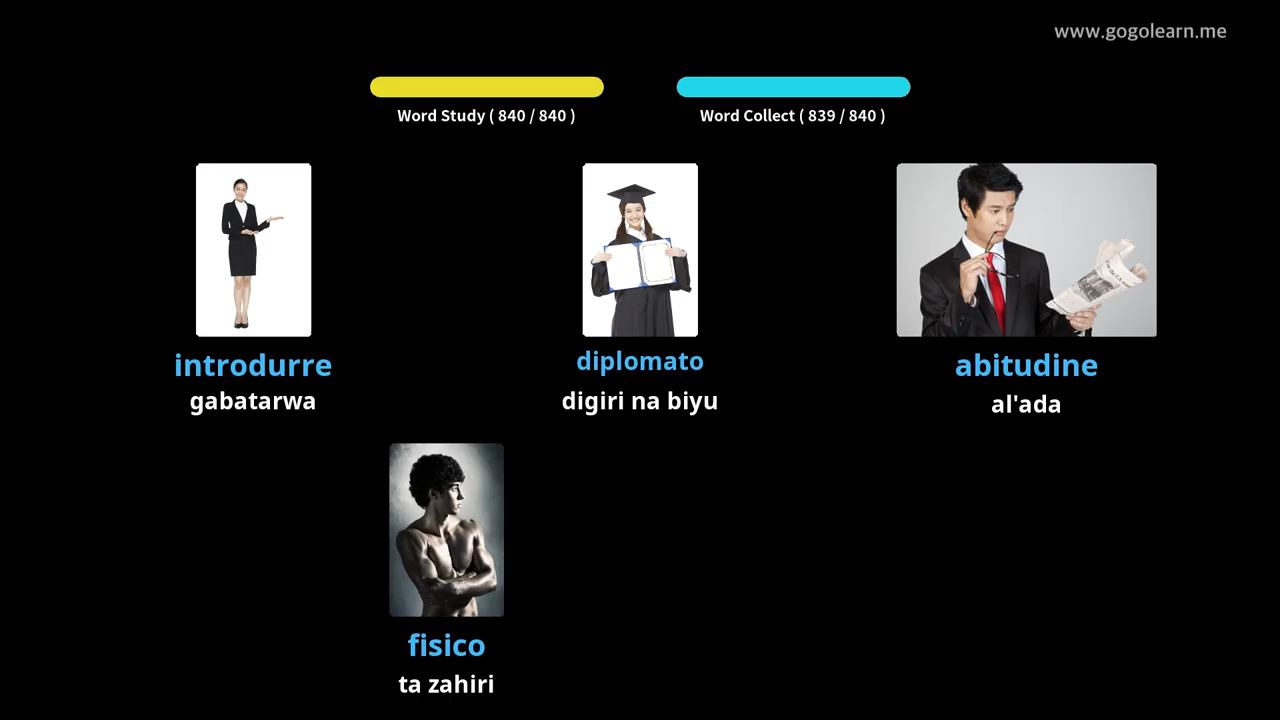 www.gogolearn.me
Word Study ( 840 / 840 )
Word Collect ( 839 / 840 )
introdurre
gabatarwa
diplomato
digiri na biyu
abitudine
al'ada
fisico
ta zahiri